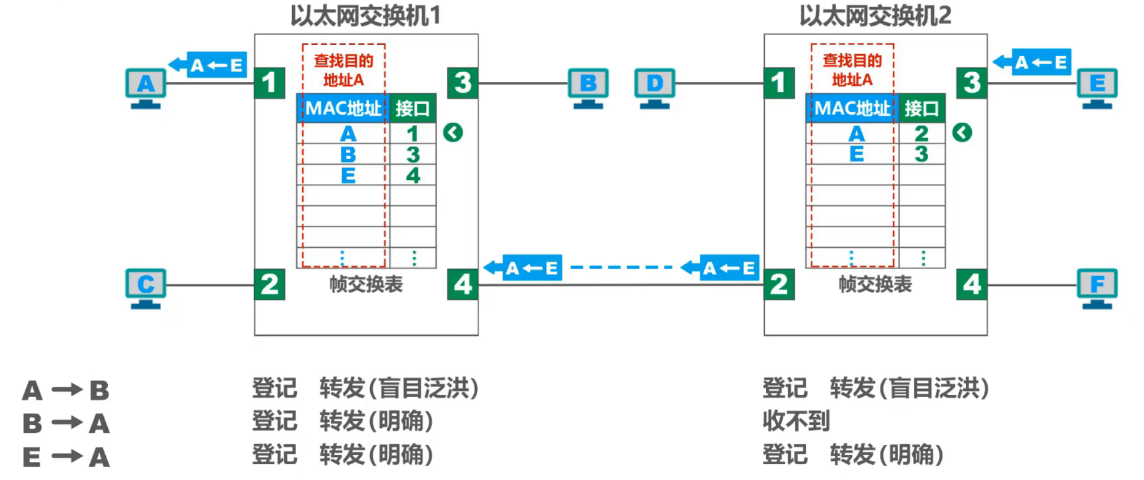 以太网交换机1 以太网交换机2
A←E 查找目的 查找目的 A←E
A 1 地址A 3 B D 1 地址A 3 E
MAC地址 接口 MAC地址 接口
A 1 A 2
B 3 E 3
E 4
⋮ ⋮ ⋮ ⋮
A←E A←E
C 2 帧交换表 4 2 帧交换表 4 F
A→B 登记 转发(盲目泛洪) 登记 转发(盲目泛洪)
B→A 登记 转发(明确) 收不到
E→A 登记 转发(明确) 登记 转发(明确)